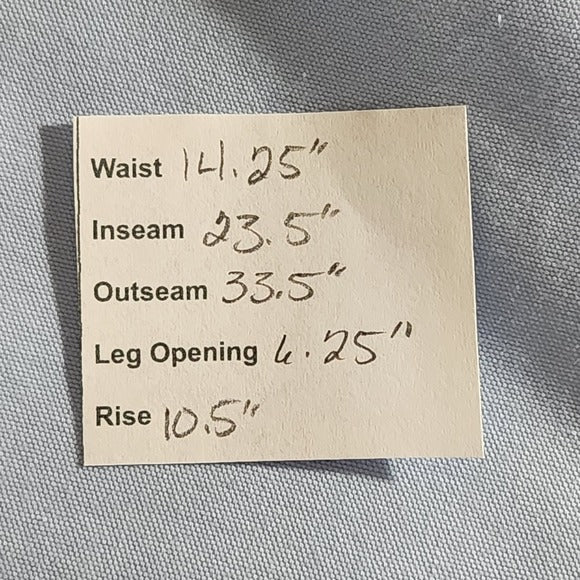 Waist 14.25"
Inseam 23.5"
Outseam 33.5"
Leg Opening 6.25"
Rise 10.5"